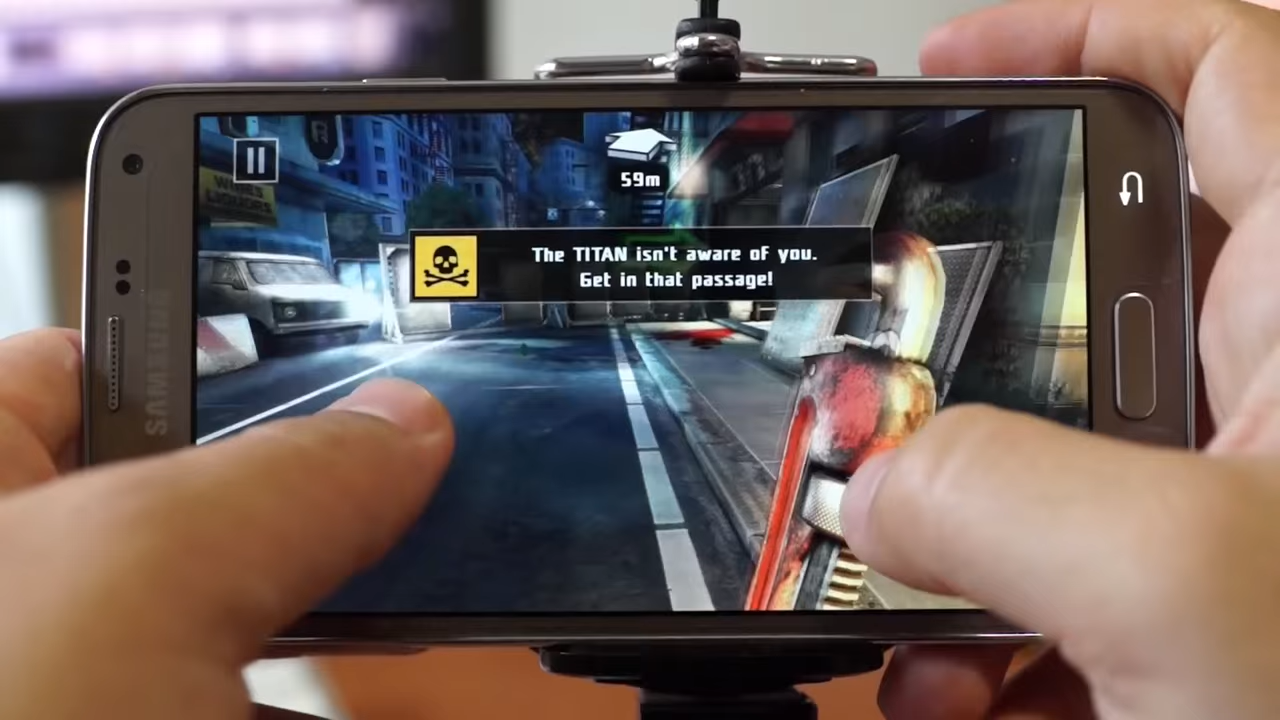 59m
The TITAN isn't aware of you.
Get in that passage!
SAMSUNG